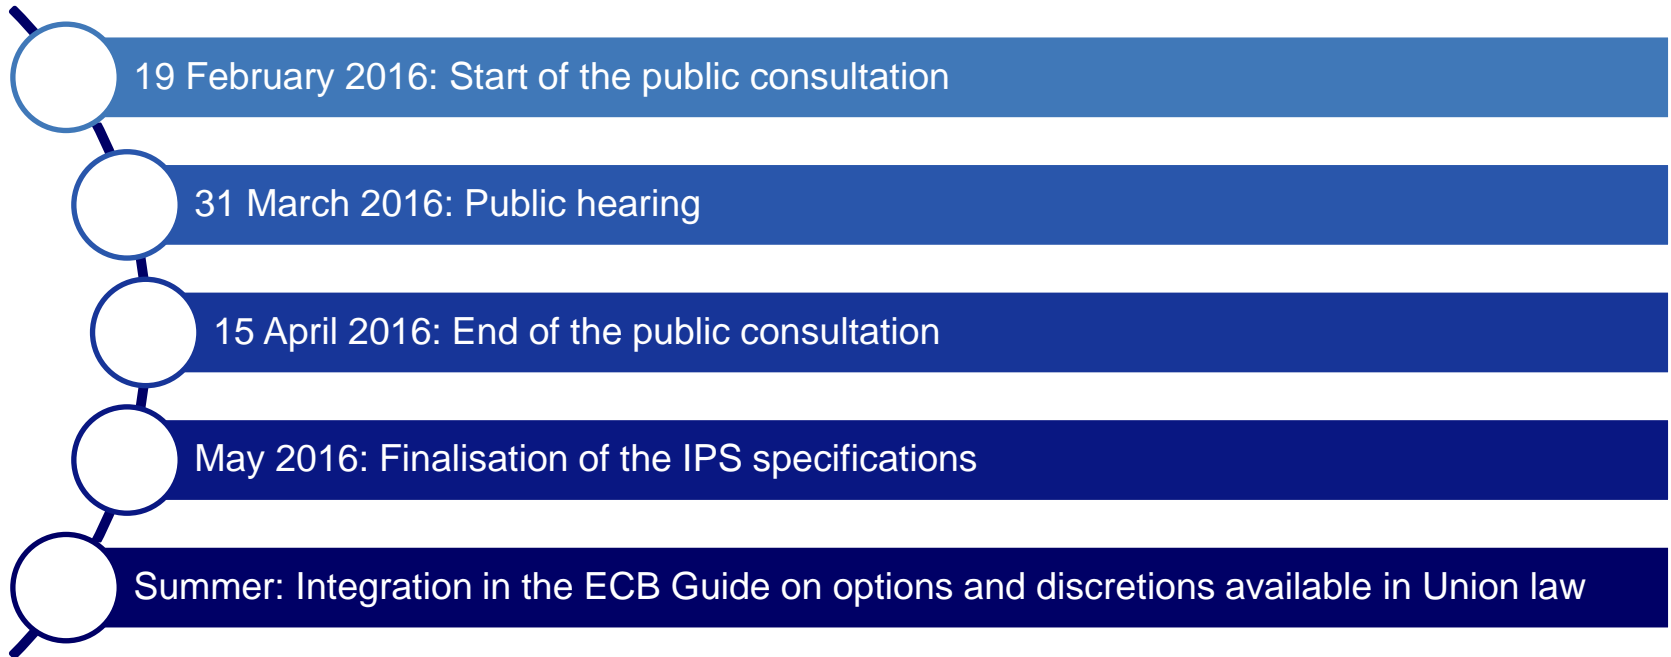 19 February 2016: Start of the public consultation
31 March 2016: Public hearing
15 April 2016: End of the public consultation
May 2016: Finalisation of the IPS specifications
Summer: Integration in the ECB Guide on options and discretions available in Union law